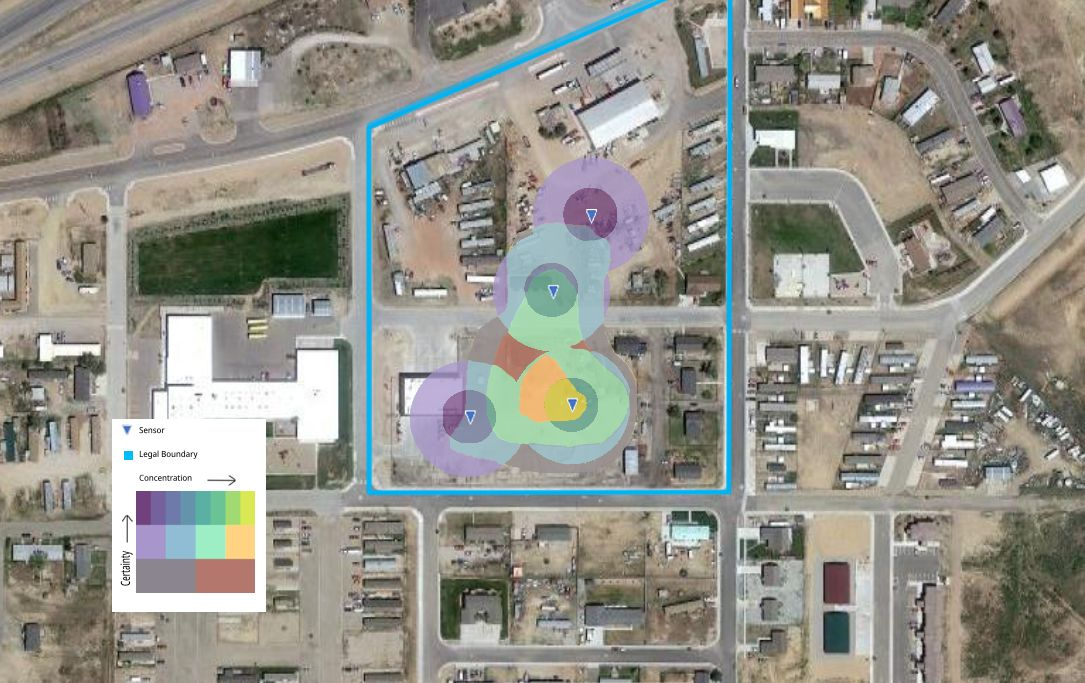 Sensor
Legal Boundary
Concentration
Certainty